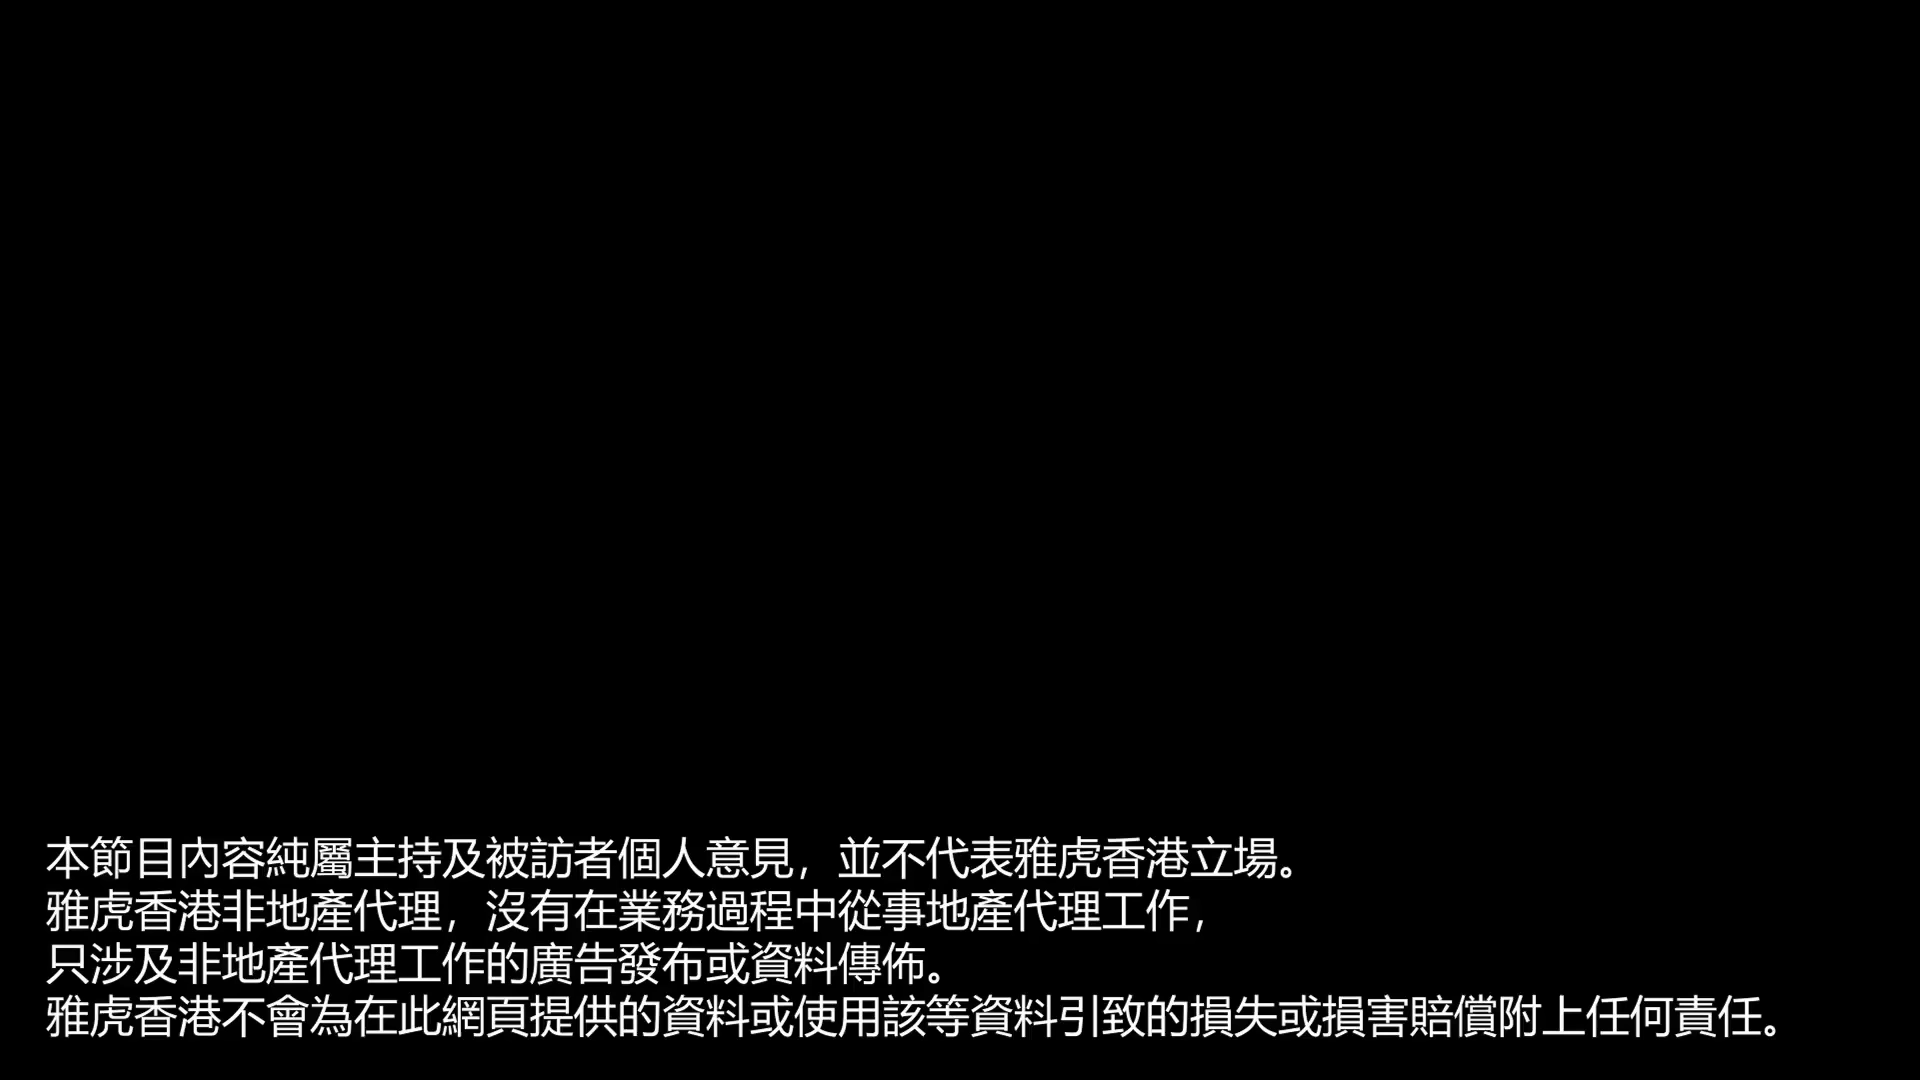 本節目內容純屬主持及被訪者個人意見，並不代表雅虎香港立場。
雅虎香港非地產代理，沒有在業務過程中從事地產代理工作，
只涉及非地產代理工作的廣告發布或資料傳佈。
雅虎香港不會為在此網頁提供的資料或使用該等資料引致的損失或損害賠償附上任何責任。